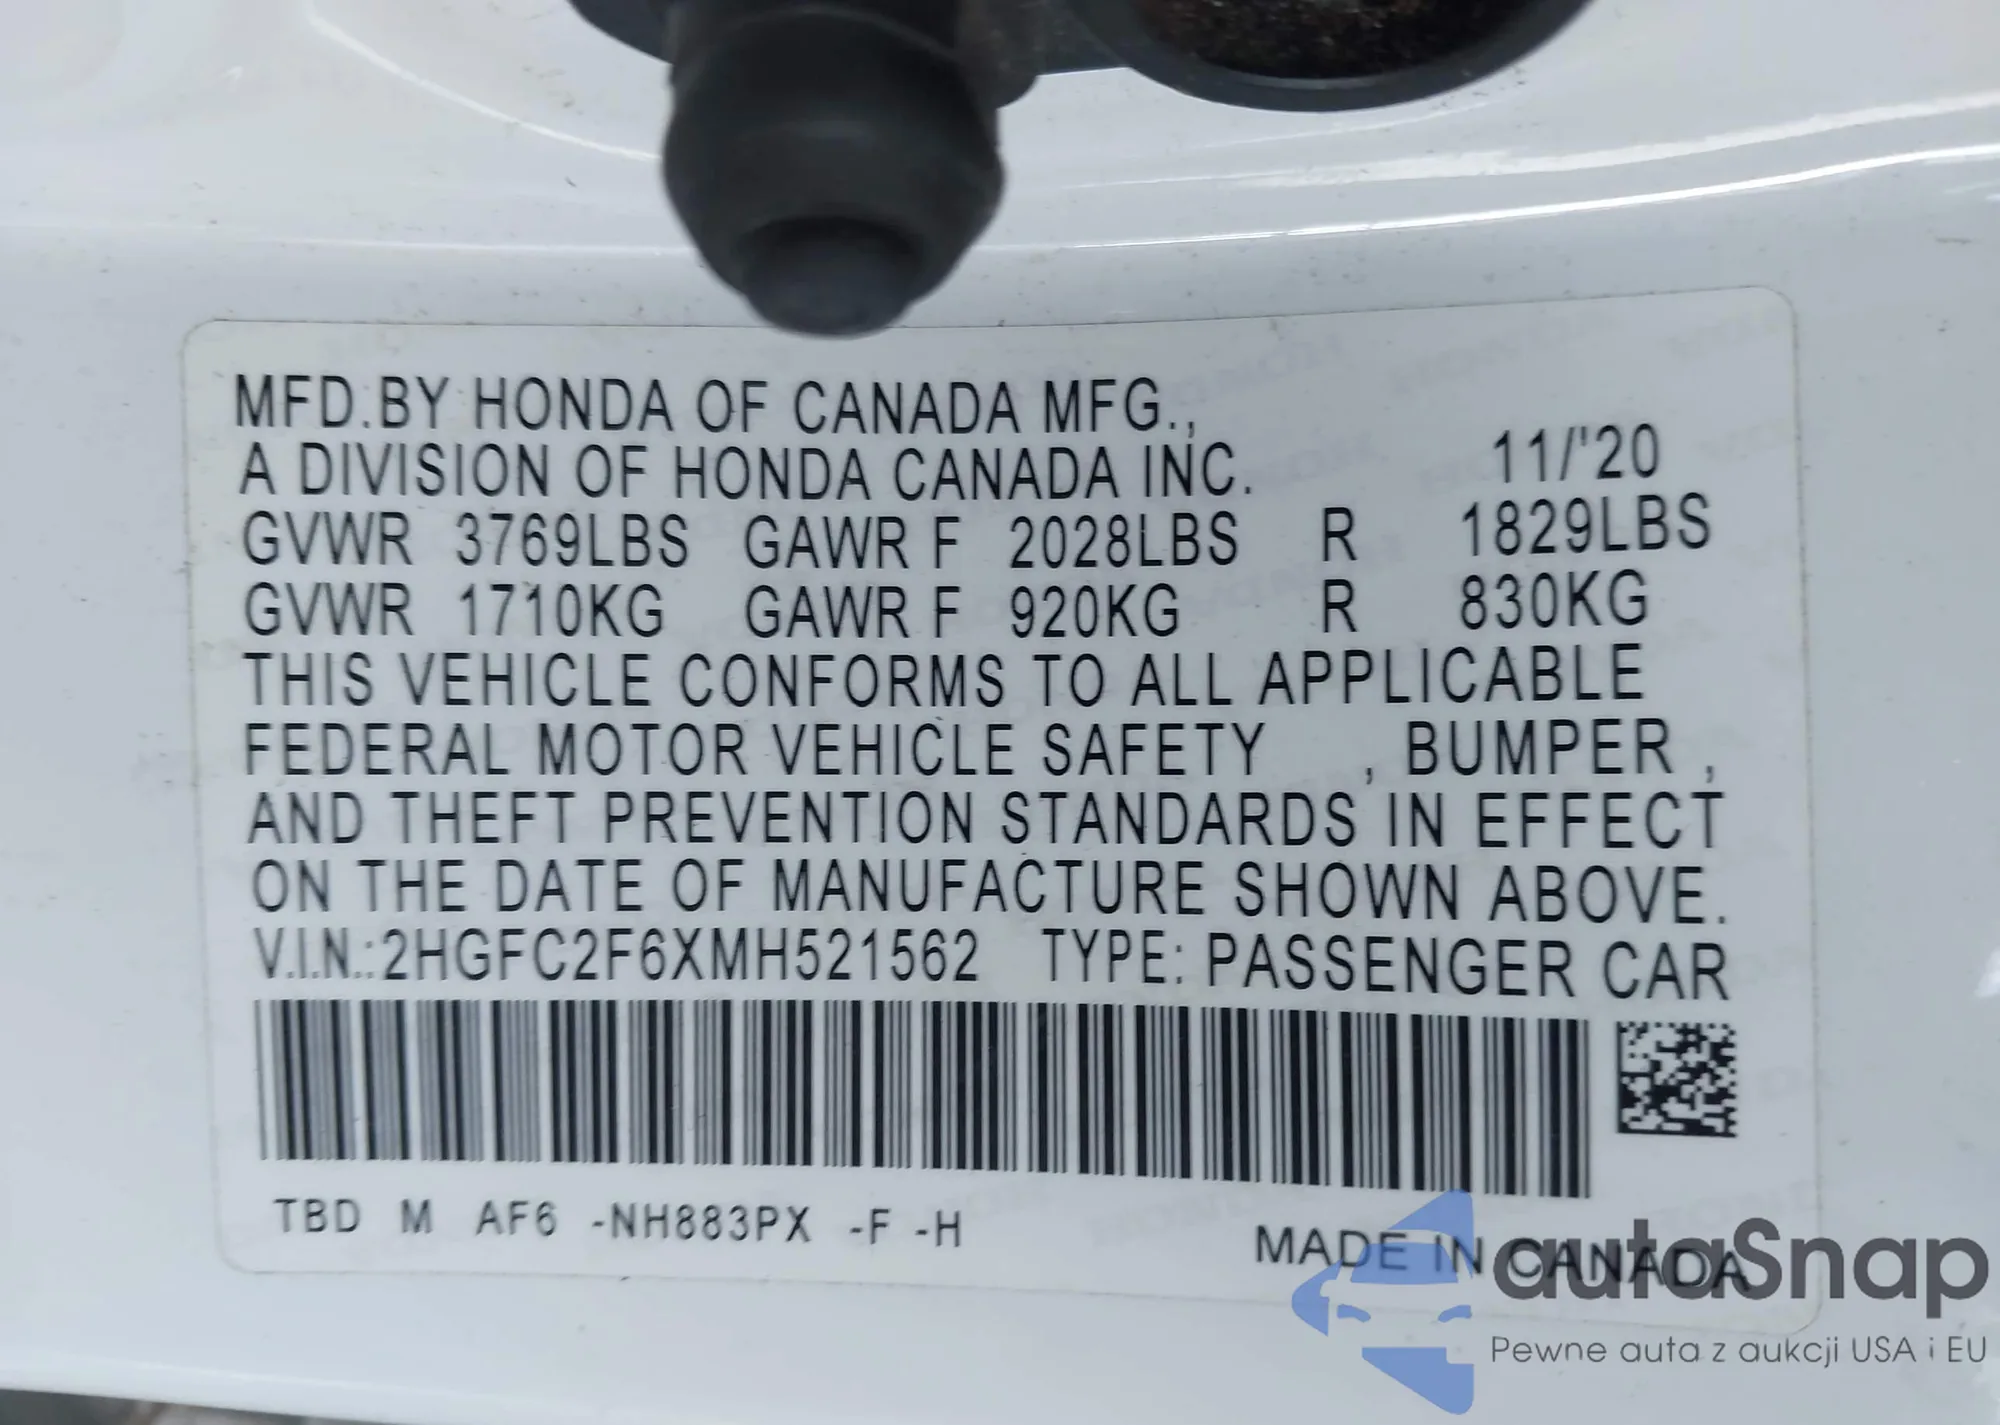 MFD.BY HONDA OF CANADA MFG.,
A DIVISION OF HONDA CANADA INC. 11/'20
GVWR 3769LBS GAWR F 2028LBS R 1829LBS
GVWR 1710KG GAWR F 920KG R 830KG
THIS VEHICLE CONFORMS TO ALL APPLICABLE
FEDERAL MOTOR VEHICLE SAFETY , BUMPER ,
AND THEFT PREVENTION STANDARDS IN EFFECT
ON THE DATE OF MANUFACTURE SHOWN ABOVE.
V.I.N.:2HGFC2F6XMH521562 TYPE: PASSENGER CAR
TBD M AF6 -NH883PX -F -H
MADE IN CANADA
autoSnap
Pewne auta z aukcji USA i EU